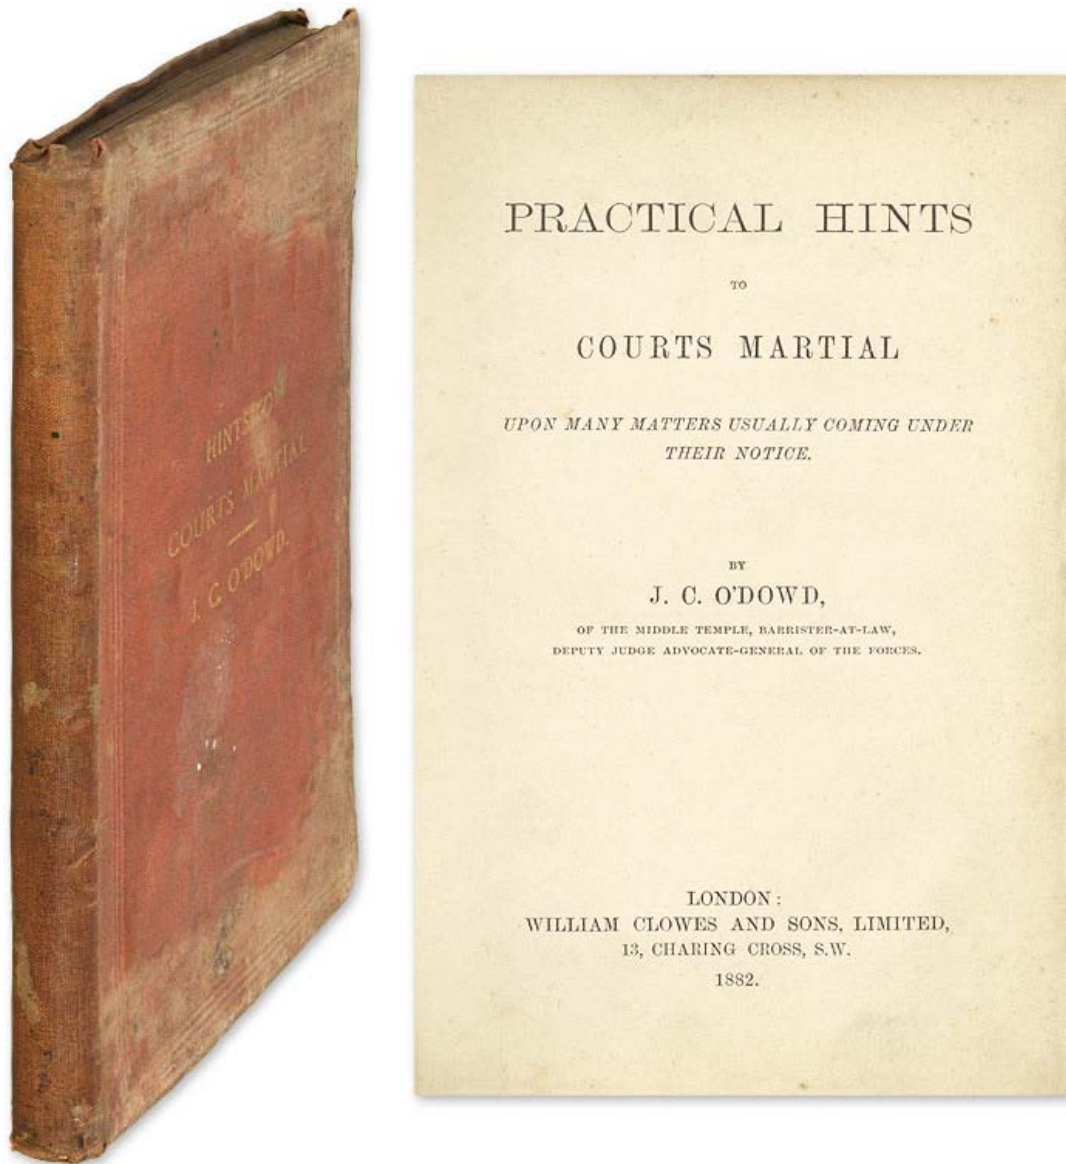 HINTS TO
COURTS MARTIAL
J. C. O'DOWD.
PRACTICAL HINTS
TO
COURTS MARTIAL
UPON MANY MATTERS USUALLY COMING UNDER
THEIR NOTICE.
BY
J. C. O'DOWD,
OF THE MIDDLE TEMPLE, BARRISTER-AT-LAW,
DEPUTY JUDGE ADVOCATE-GENERAL OF THE FORCES.
LONDON:
WILLIAM CLOWES AND SONS, LIMITED,
13, CHARING CROSS, S.W.
1882.